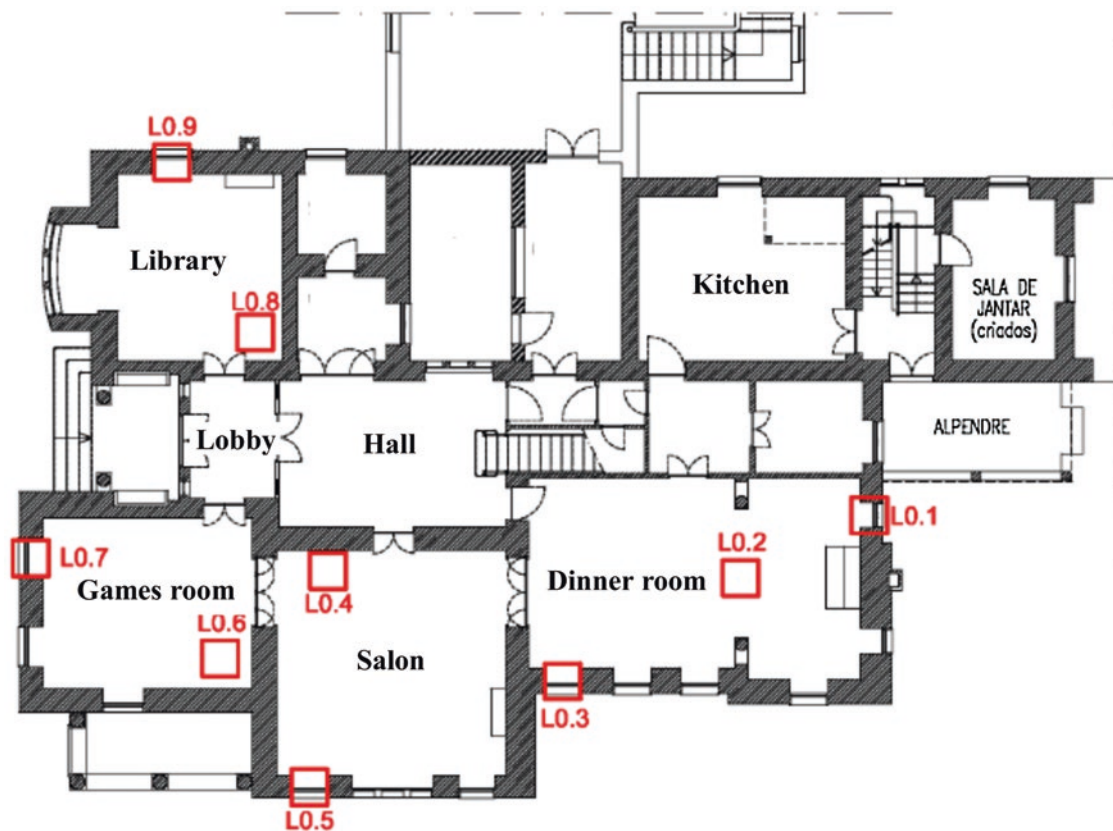 L0.9
Library
L0.8
Kitchen
SALA DE
JANTAR
(criados)
Lobby
Hall
ALPENDRE
L0.7
Games room
L0.6
L0.4
Salon
L0.5
Dinner room
L0.2
L0.1
L0.3